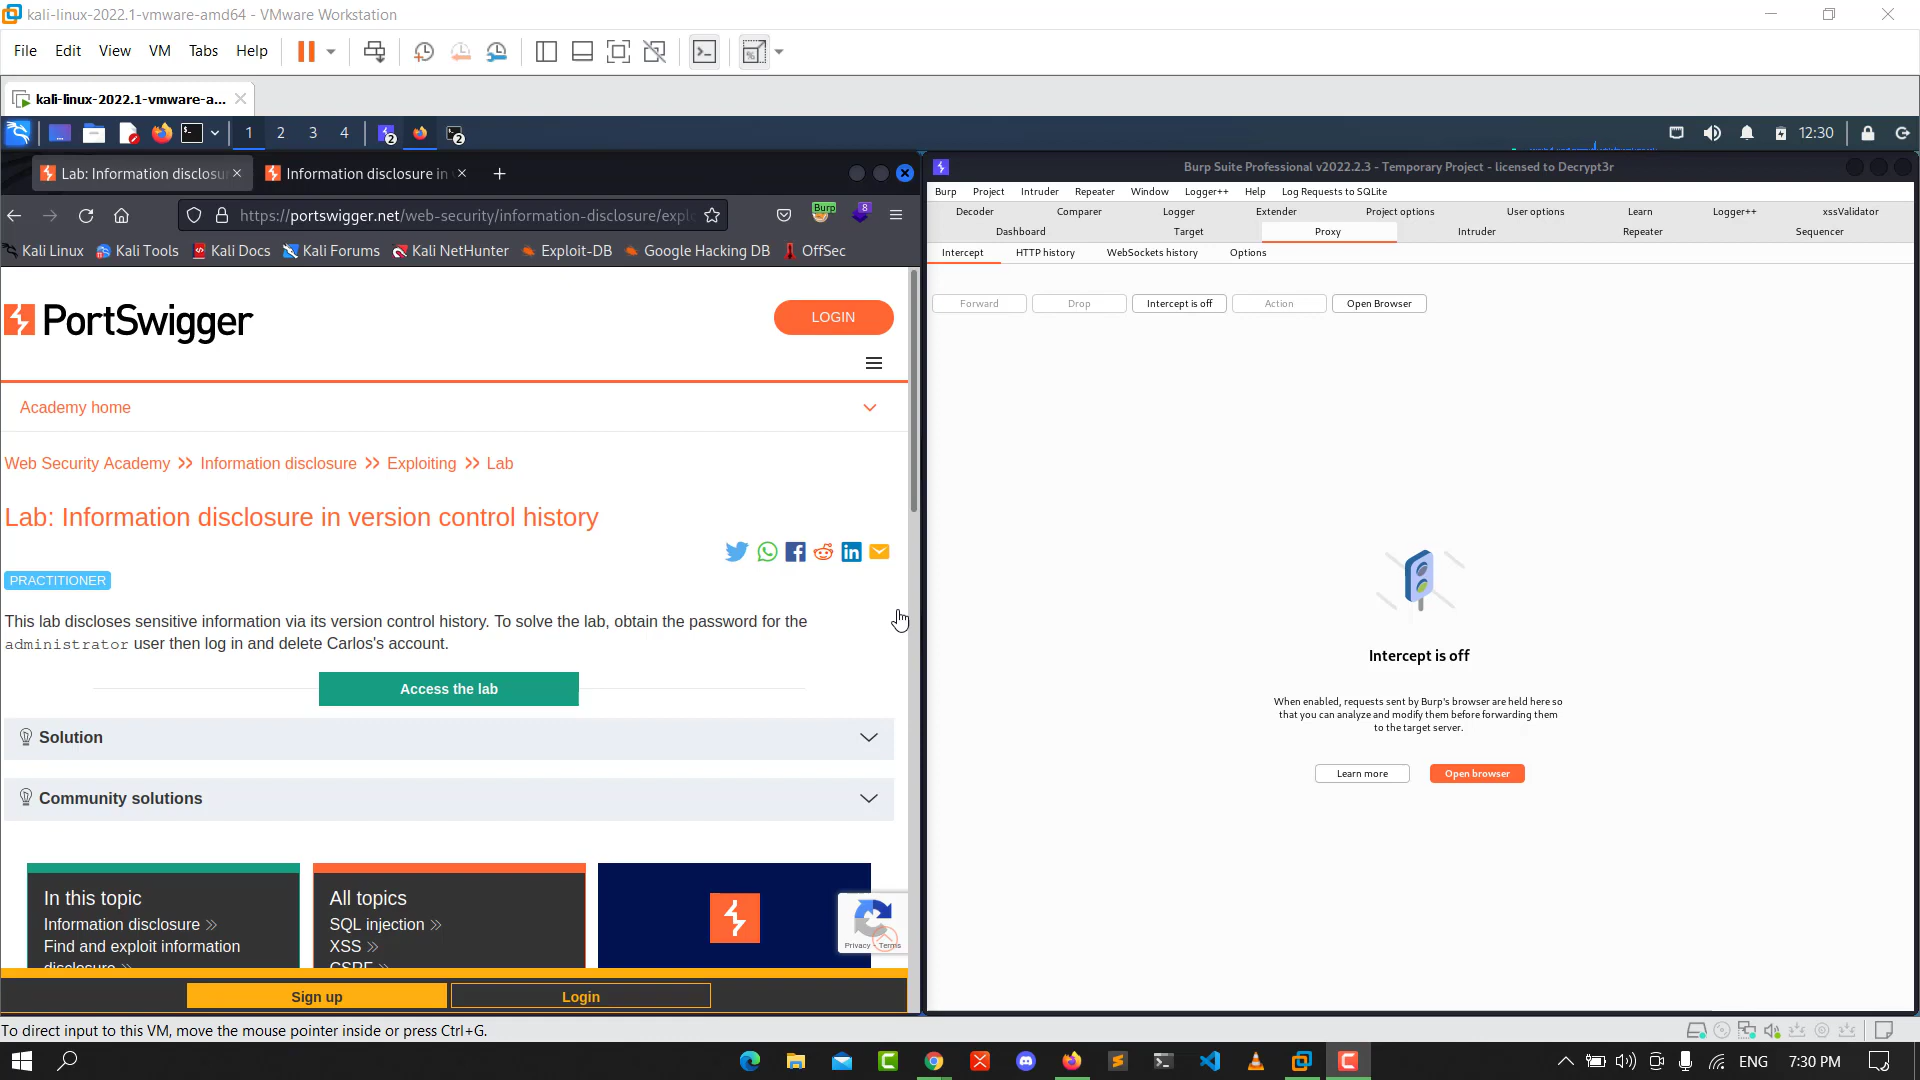 kali-linux-2022.1-vmware-amd64 - VMware Workstation
File Edit View VM Tabs Help
kali-linux-2022.1-vmware-a...
1 2 3 4
2
2
12:30
Lab: Information disclosu
Information disclosure in
https://portswigger.net/web-security/information-disclosure/explo
Burp
8
Kali Linux Kali Tools Kali Docs Kali Forums Kali NetHunter Exploit-DB Google Hacking DB OffSec
PortSwigger
LOGIN
Academy home
Web Security Academy Information disclosure Exploiting Lab
Lab: Information disclosure in version control history
PRACTITIONER
This lab discloses sensitive information via its version control history. To solve the lab, obtain the password for the
administrator user then log in and delete Carlos's account.
Access the lab
Solution
Community solutions
In this topic
Information disclosure
Find and exploit information
disclosure
All topics
SQL injection
XSS
CSRF
Privacy - Terms
Sign up
Login
Burp Suite Professional v2022.2.3 - Temporary Project - licensed to Decrypt3r
Burp Project Intruder Repeater Window Logger++ Help Log Requests to SQLite
Decoder Comparer Logger Extender Project options User options Learn Logger++ xssValidator
Dashboard Target Proxy Intruder Repeater Sequencer
Intercept HTTP history WebSockets history Options
Forward Drop Intercept is off Action Open Browser
Intercept is off
When enabled, requests sent by Burp's browser are held here so
that you can analyze and modify them before forwarding them
to the target server.
Learn more
Open browser
To direct input to this VM, move the mouse pointer inside or press Ctrl+G.
ENG
7:30 PM